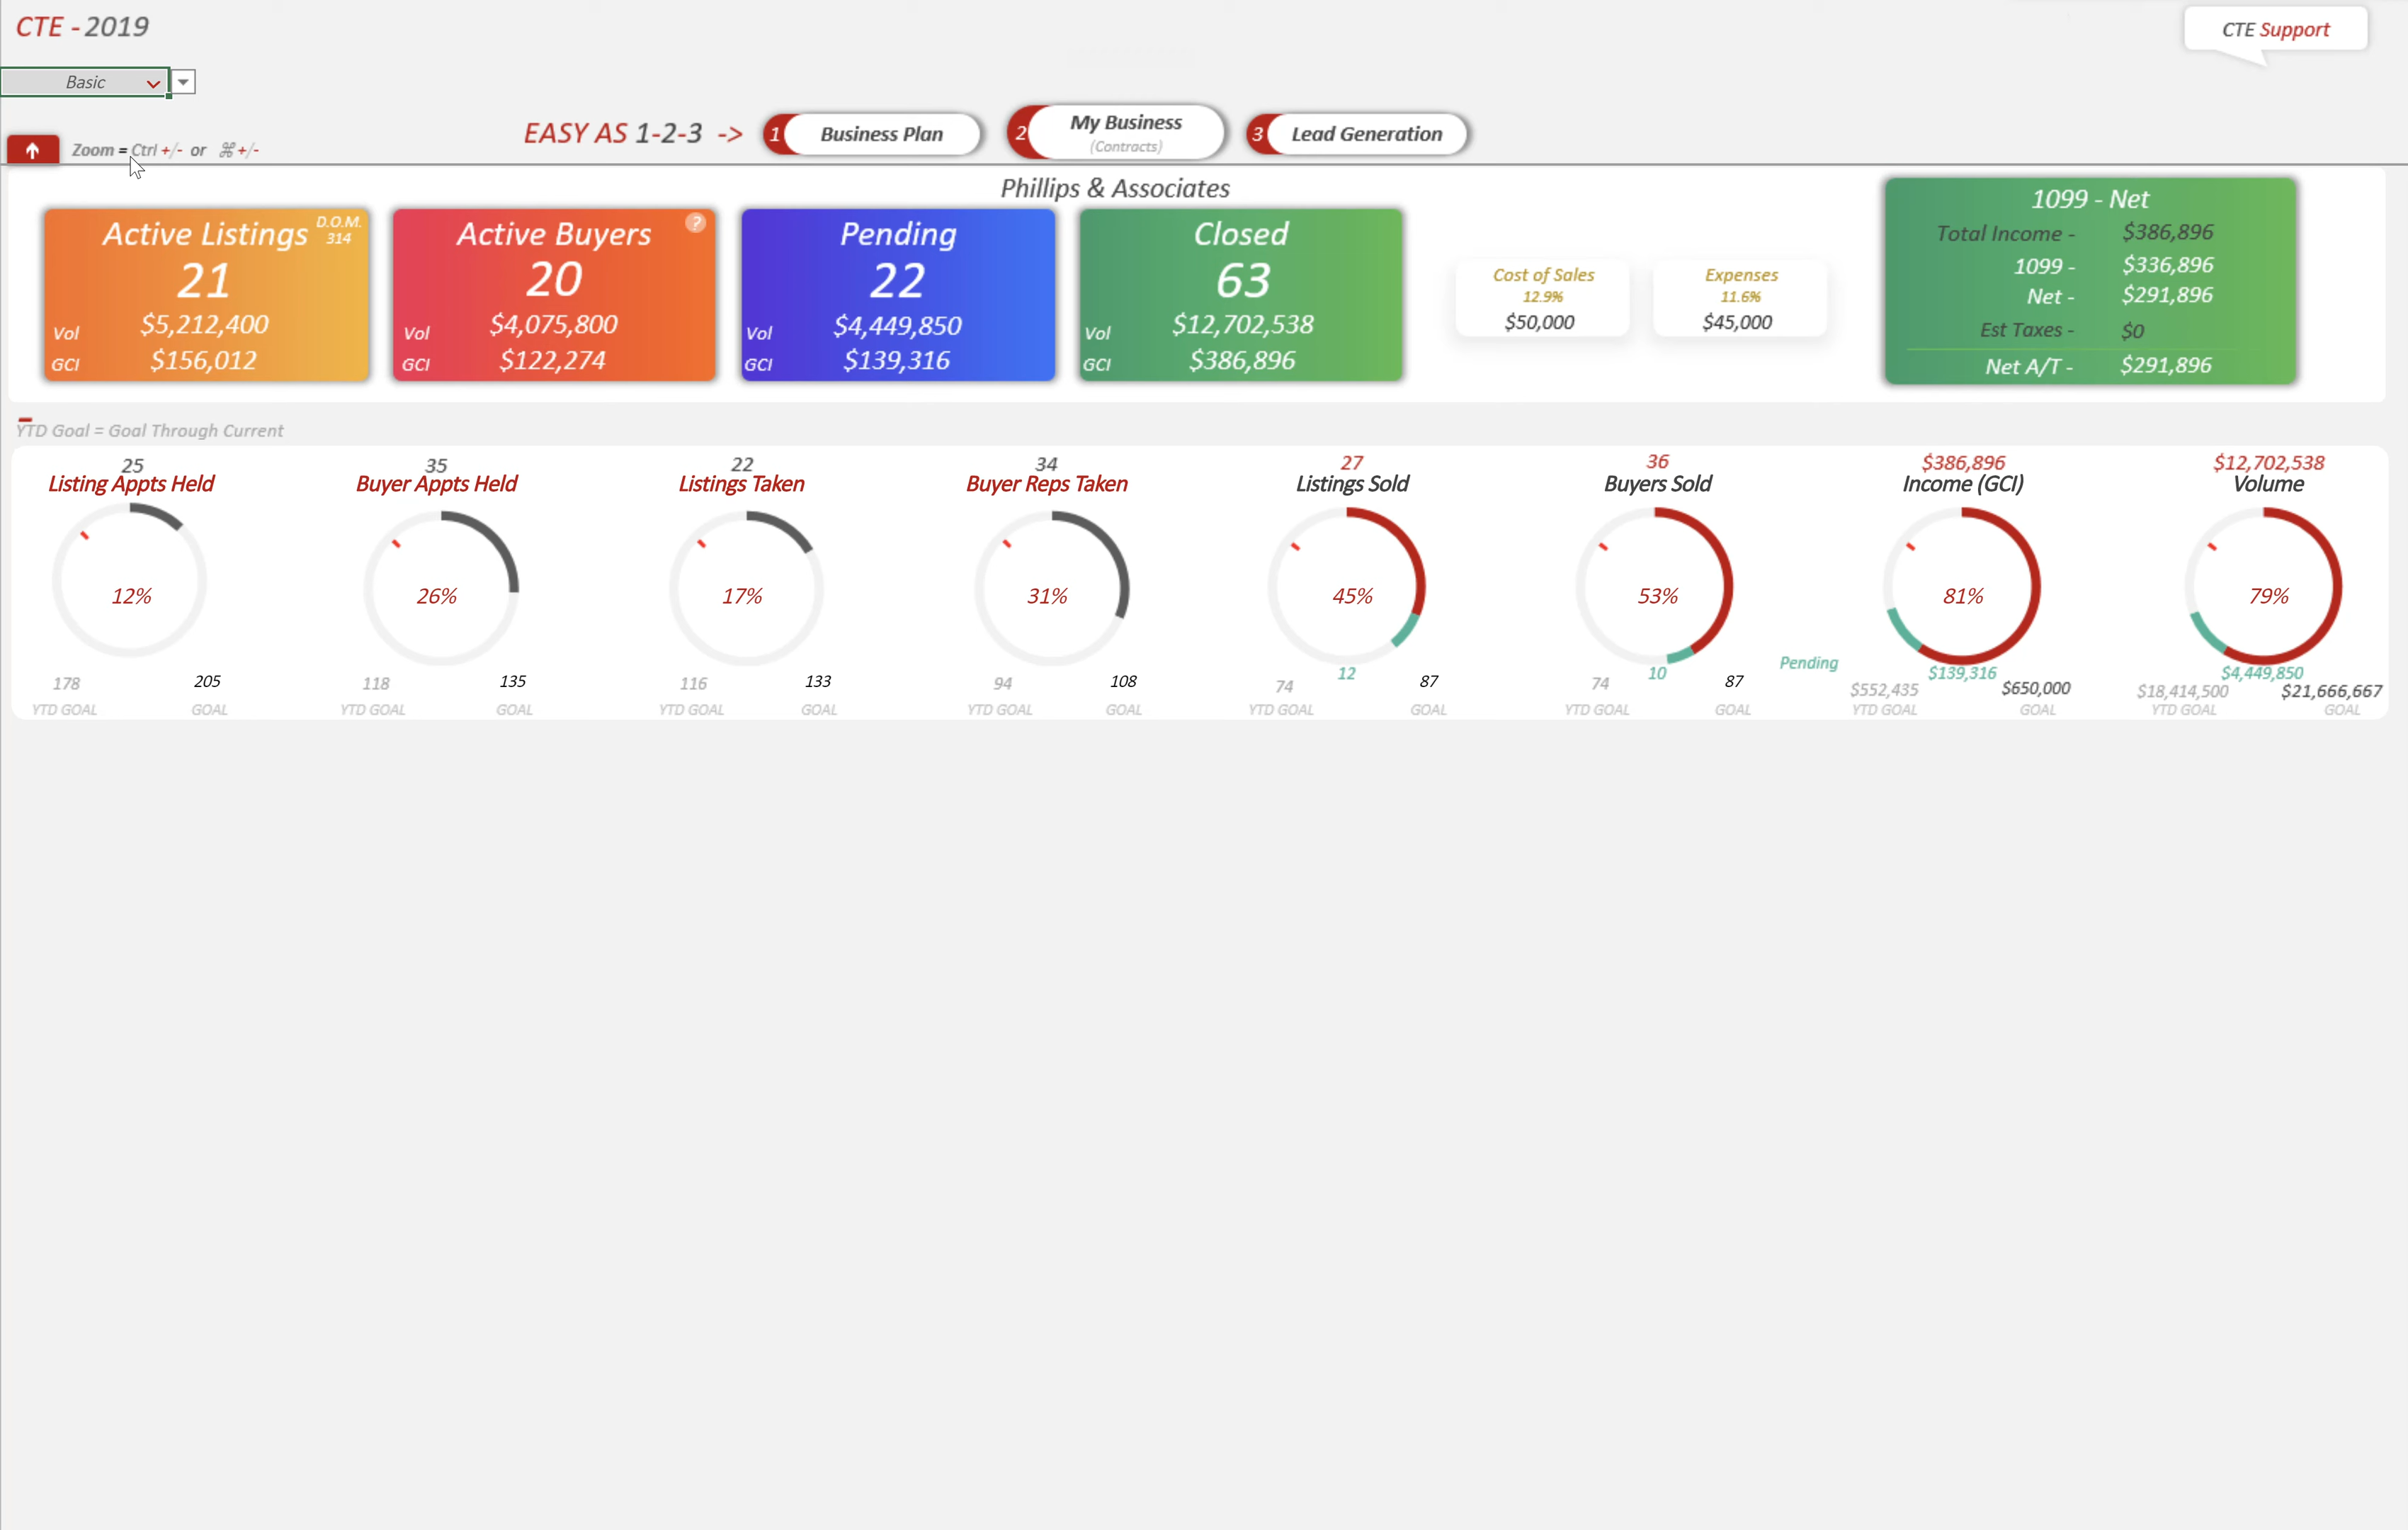 CTE - 2019
CTE Support
Basic
EASY AS 1-2-3 ->
1 Business Plan
2 My Business
(Contracts)
3 Lead Generation
Zoom = Ctrl +/- or ⌘ +/-
Phillips & Associates
Active Listings
D.O.M.
314
21
Vol $5,212,400
GCI $156,012
Active Buyers
?
20
Vol $4,075,800
GCI $122,274
Pending
22
Vol $4,449,850
GCI $139,316
Closed
63
Vol $12,702,538
GCI $386,896
Cost of Sales
12.9%
$50,000
Expenses
11.6%
$45,000
1099 - Net
Total Income - $386,896
1099 - $336,896
Net - $291,896
Est Taxes - $0
Net A/T - $291,896
YTD Goal = Goal Through Current
25
Listing Appts Held
12%
178 205
YTD GOAL GOAL
35
Buyer Appts Held
26%
118 135
YTD GOAL GOAL
22
Listings Taken
17%
116 133
YTD GOAL GOAL
34
Buyer Reps Taken
31%
94 108
YTD GOAL GOAL
27
Listings Sold
45%
12
74 87
YTD GOAL GOAL
36
Buyers Sold
53%
10
74 87
YTD GOAL GOAL
$386,896
Income (GCI)
81%
Pending $139,316
$552,435 $650,000
YTD GOAL GOAL
$12,702,538
Volume
79%
$4,449,850
$18,414,500 $21,666,667
YTD GOAL GOAL